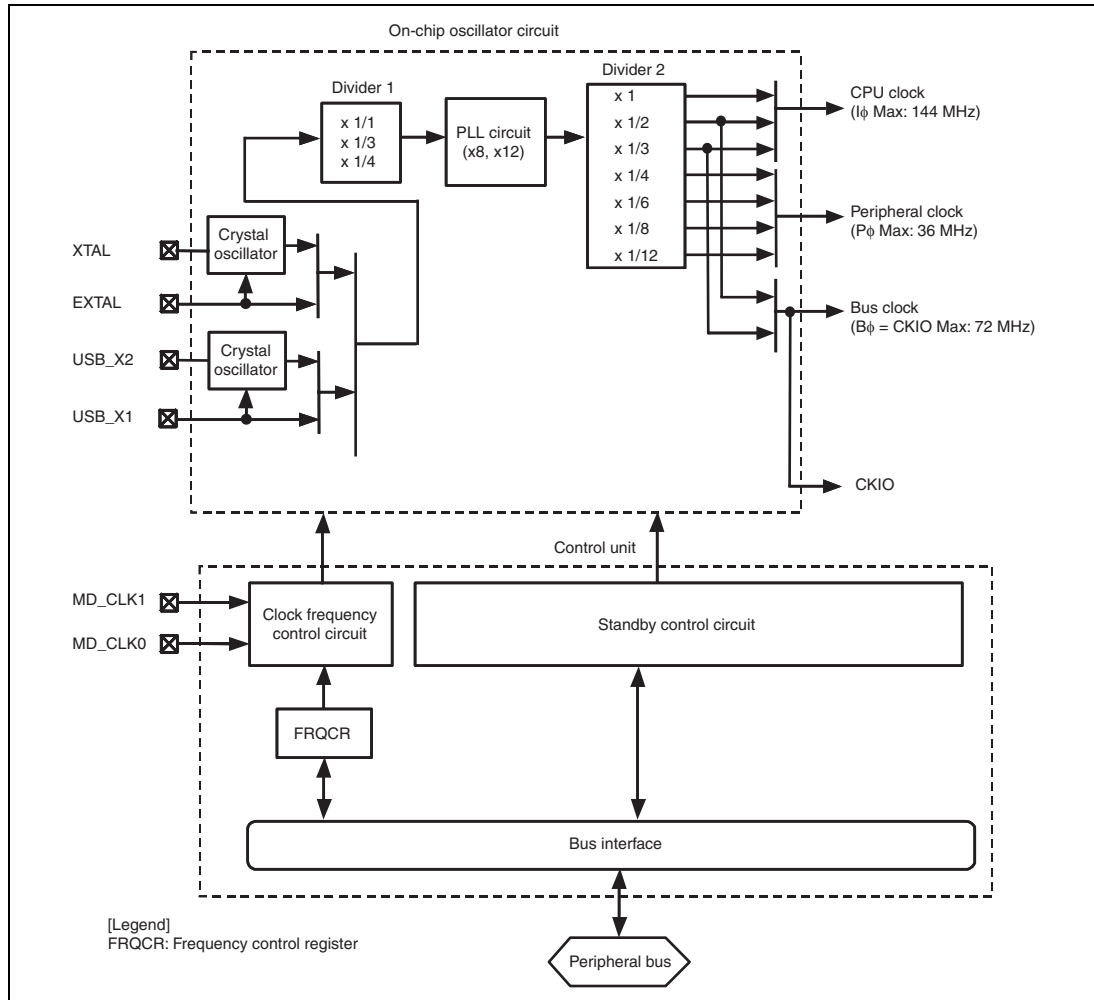 On-chip oscillator circuit
Divider 1
x 1/1
x 1/3
x 1/4
PLL circuit
(x8, x12)
Divider 2
x 1
x 1/2
x 1/3
x 1/4
x 1/6
x 1/8
x 1/12
CPU clock
(Iϕ Max: 144 MHz)
Peripheral clock
(Pϕ Max: 36 MHz)
Bus clock
(Bϕ = CKIO Max: 72 MHz)
CKIO
XTAL
Crystal
oscillator
EXTAL
USB_X2
Crystal
oscillator
USB_X1
Control unit
MD_CLK1
MD_CLK0
Clock frequency
control circuit
Standby control circuit
FRQCR
Bus interface
[Legend]
FRQCR: Frequency control register
Peripheral bus